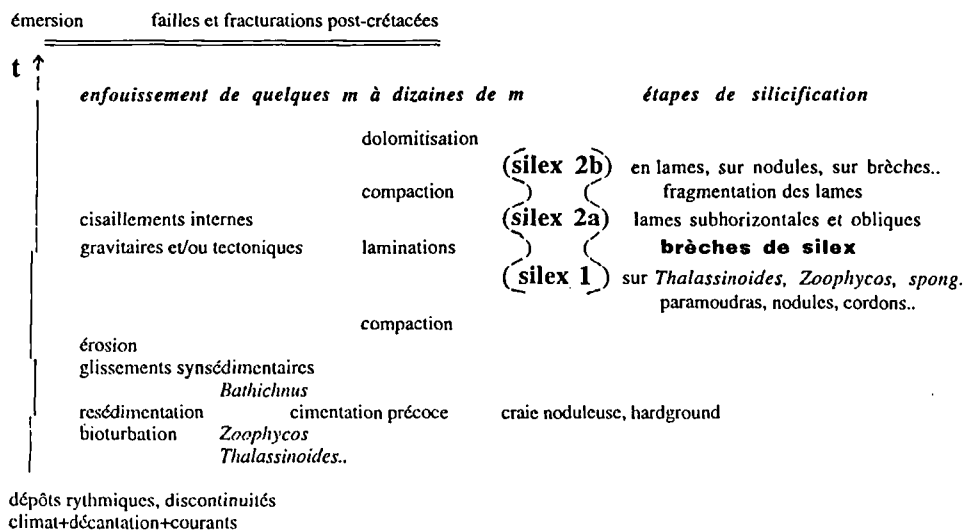 émersion failles et fracturations post-crétacées
t
enfouissement de quelques m à dizaines de m étapes de silicification
dolomitisation
(silex 2b) en lames, sur nodules, sur brèches..
compaction fragmentation des lames
cisaillements internes (silex 2a) lames subhorizontales et obliques
gravitaires et/ou tectoniques laminations brèches de silex
(silex 1) sur Thalassinoides, Zoophycos, spong.
paramoudras, nodules, cordons..
compaction
érosion
glissements synsédimentaires
Bathichnus
resédimentation cimentation précoce craie noduleuse, hardground
bioturbation Zoophycos
Thalassinoides..
dépôts rythmiques, discontinuités
climat+décantation+courants